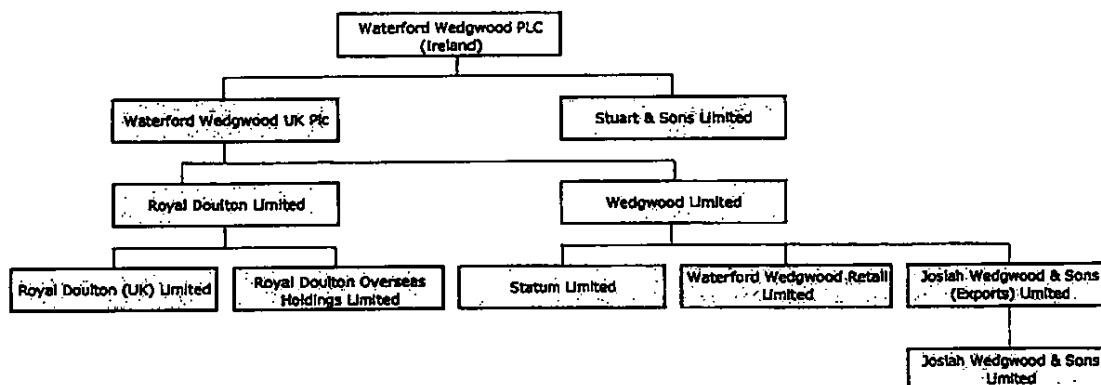 Waterford Wedgwood PLC
(Ireland)
Waterford Wedgwood UK Plc
Stuart & Sons Limited
Royal Doulton Limited
Wedgwood Limited
Royal Doulton (UK) Limited
Royal Doulton Overseas
Holdings Limited
Statum Limited
Waterford Wedgwood Retail
Limited
Josiah Wedgwood & Sons
(Exports) Limited
Josiah Wedgwood & Sons
Limited